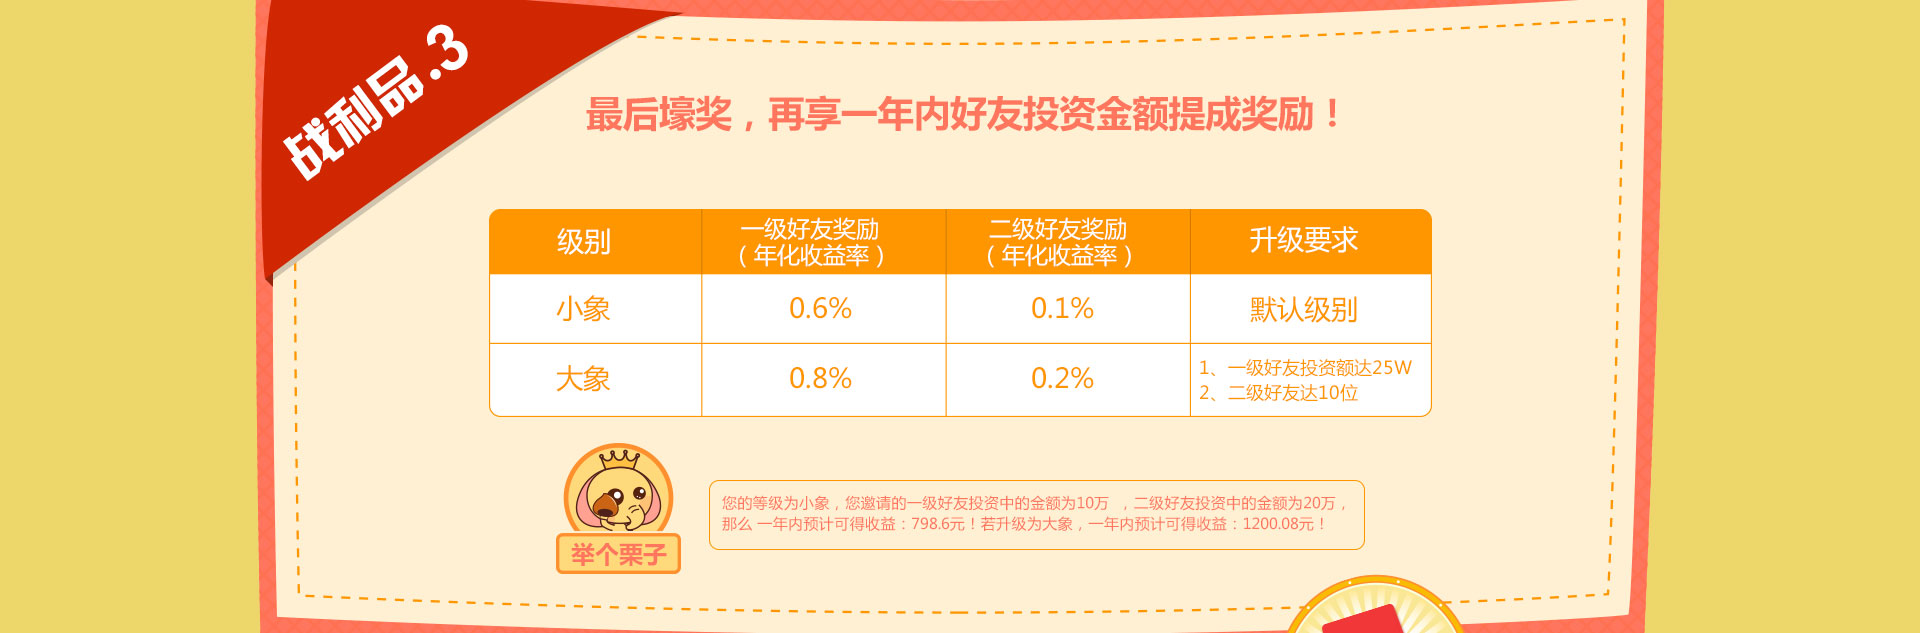 战利品.3
最后壕奖，再享一年内好友投资金额提成奖励！
级别
一级好友奖励
（年化收益率）
二级好友奖励
（年化收益率）
升级要求
小象
0.6%
0.1%
默认级别
大象
0.8%
0.2%
1、一级好友投资额达25W
2、二级好友达10位
举个栗子
您的等级为小象，您邀请的一级好友投资中的金额为10万 ，二级好友投资中的金额为20万，
那么 一年内预计可得收益：798.6元！若升级为大象，一年内预计可得收益：1200.08元！